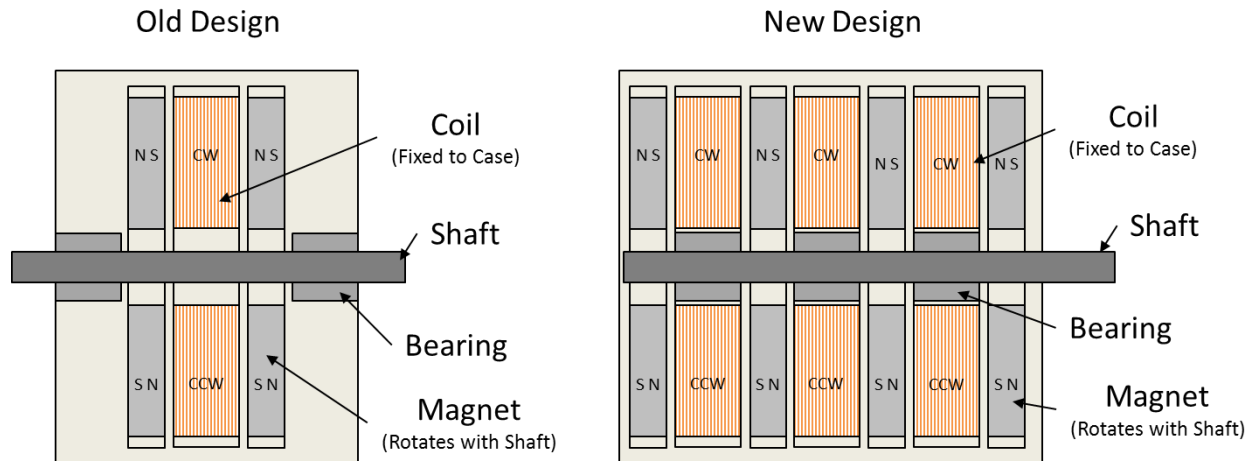 Old Design
New Design
N S
CW
N S
Coil
(Fixed to Case)
Shaft
Bearing
S N
CCW
S N
Magnet
(Rotates with Shaft)
N S
CW
N S
CW
N S
CW
N S
Coil
(Fixed to Case)
Shaft
Bearing
S N
CCW
S N
CCW
S N
CCW
S N
Magnet
(Rotates with Shaft)